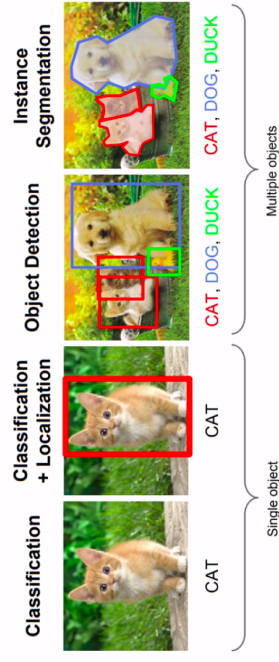 Classification
Classification
+ Localization
Object Detection
Instance
Segmentation
CAT
CAT
CAT, DOG, DUCK
CAT, DOG, DUCK
Single object
Multiple objects